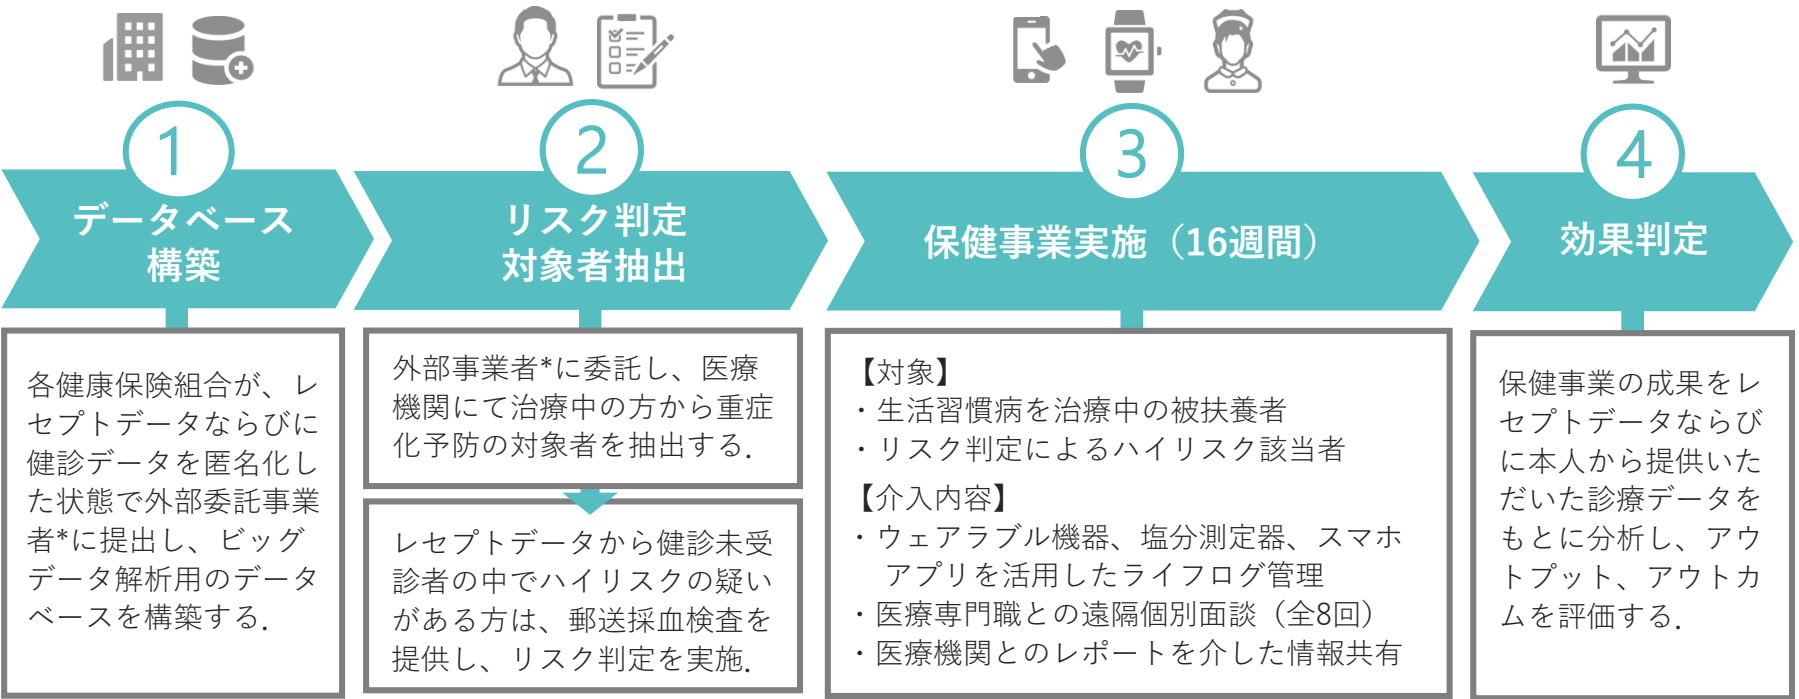 1
データベース
構築
各健康保険組合が、レ
セプトデータならびに
健診データを匿名化し
た状態で外部委託事業
者*に提出し、ビッグ
データ解析用のデータ
ベースを構築する.
2
リスク判定
対象者抽出
外部事業者*に委託し、医療
機関にて治療中の方から重症
化予防の対象者を抽出する.
レセプトデータから健診未受
診者の中でハイリスクの疑い
がある方は、郵送採血検査を
提供し、リスク判定を実施.
3
保健事業実施（16週間）
【対象】
・生活習慣病を治療中の被扶養者
・リスク判定によるハイリスク該当者
【介入内容】
・ウェアラブル機器、塩分測定器、スマホ
アプリを活用したライフログ管理
・医療専門職との遠隔個別面談（全8回）
・医療機関とのレポートを介した情報共有
4
効果判定
保健事業の成果をレ
セプトデータならび
に本人から提供いた
だいた診療データを
もとに分析し、アウ
トプット、アウトカ
ムを評価する.